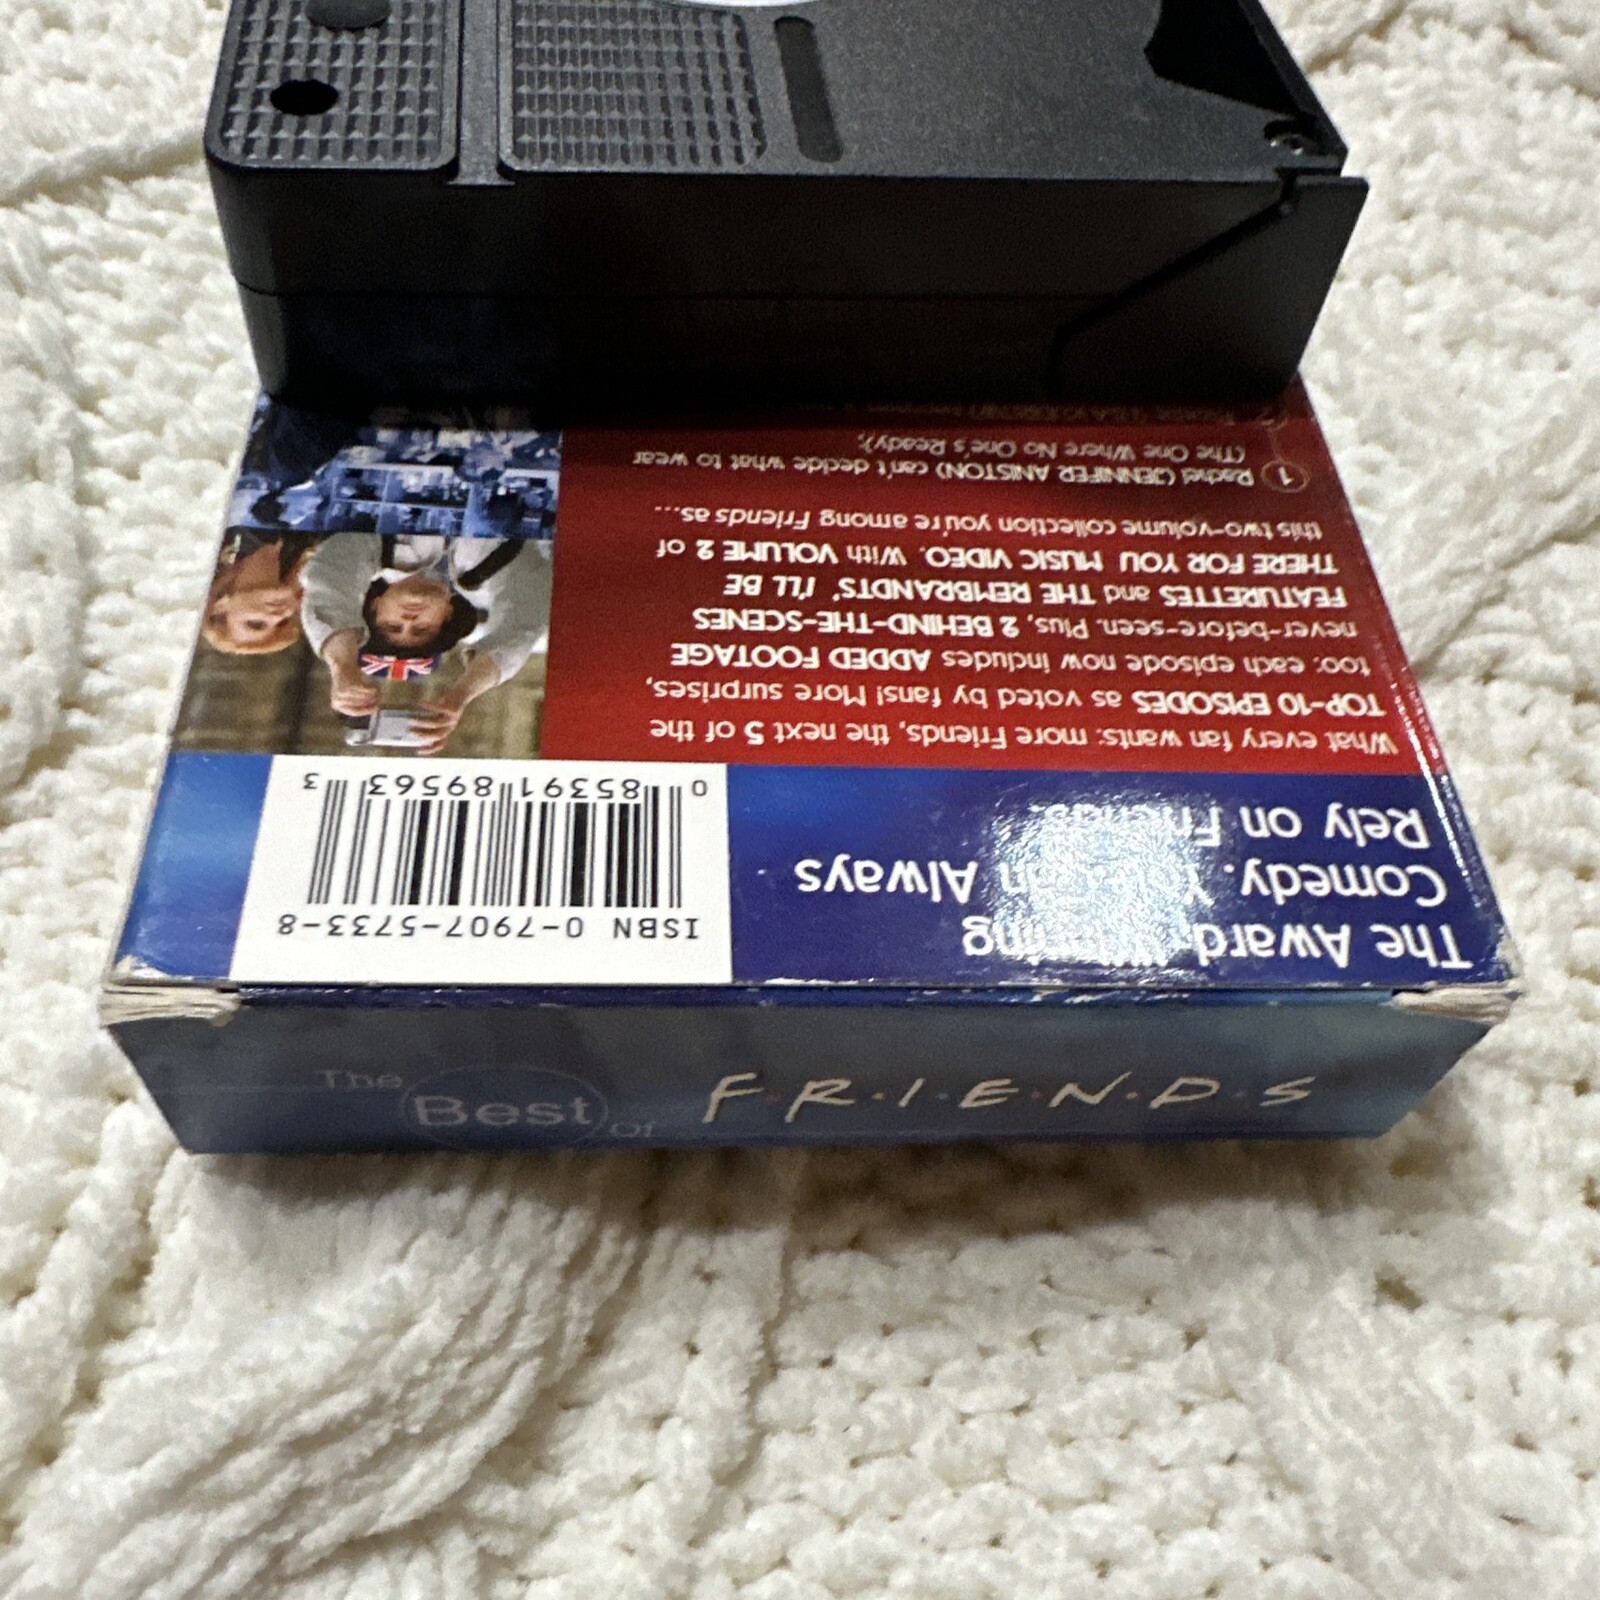 The Best Of F·R·I·E·N·D·S
The Award-Winning
Comedy. You Can Always
Rely on Friends.
ISBN 0-7907-5733-8
0 85391 89563 3
What every fan wants: more Friends, the next 5 of the
TOP-10 EPISODES as voted by fans! More surprises,
too: each episode now includes ADDED FOOTAGE
never-before-seen. Plus, 2 BEHIND-THE-SCENES
FEATURETTES and THE REMBRANDTS' I'LL BE
THERE FOR YOU MUSIC VIDEO. With VOLUME 2 of
this two-volume collection you're among Friends as...
1 Rachel (JENNIFER ANISTON) can't decide what to wear
(The One Where No One's Ready);